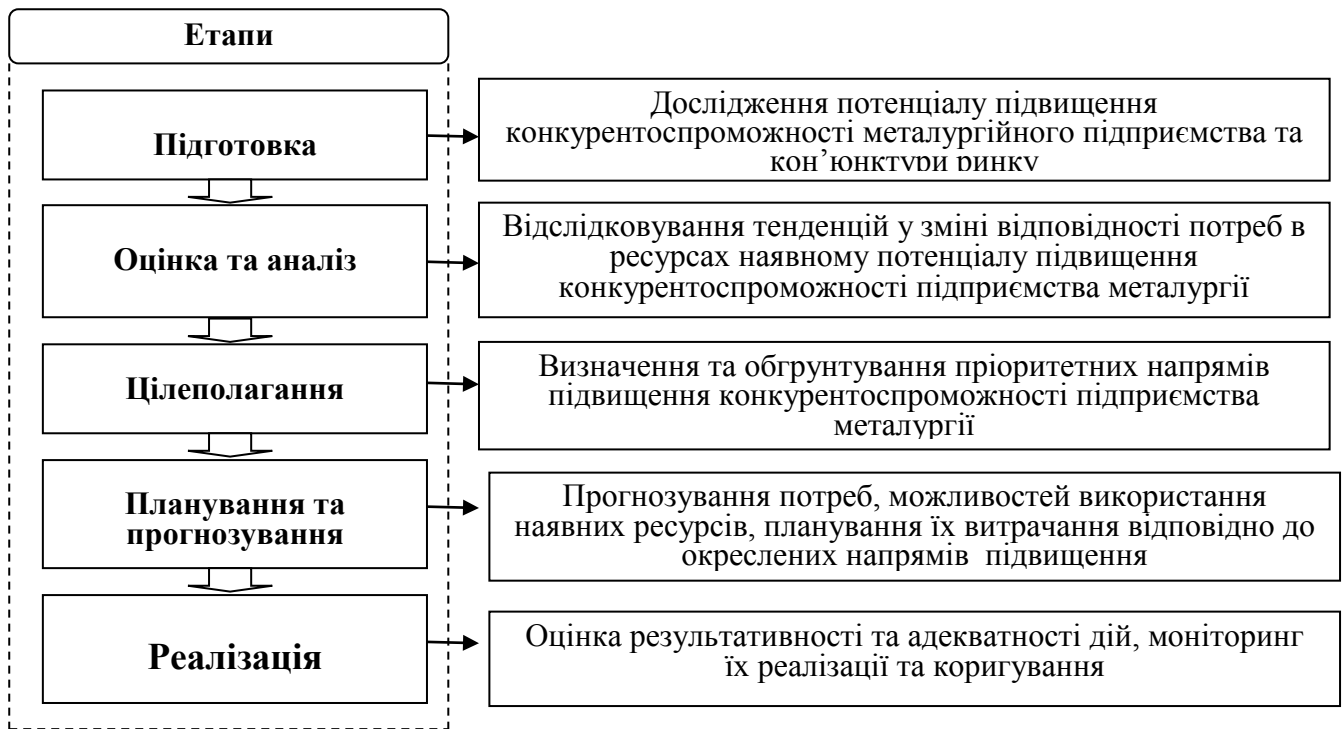 Етапи
Підготовка
Дослідження потенціалу підвищення
конкурентоспроможності металургійного підприємства та
кон’юнктури ринку
Оцінка та аналіз
Відслідковування тенденцій у зміні відповідності потреб в
ресурсах наявному потенціалу підвищення
конкурентоспроможності підприємства металургії
Цілеполагання
Визначення та обгрунтування пріоритетних напрямів
підвищення конкурентоспроможності підприємства
металургії
Планування та
прогнозування
Прогнозування потреб, можливостей використання
наявних ресурсів, планування їх витрачання відповідно до
окреслених напрямів підвищення
Реалізація
Оцінка результативності та адекватності дій, моніторинг
їх реалізації та коригування